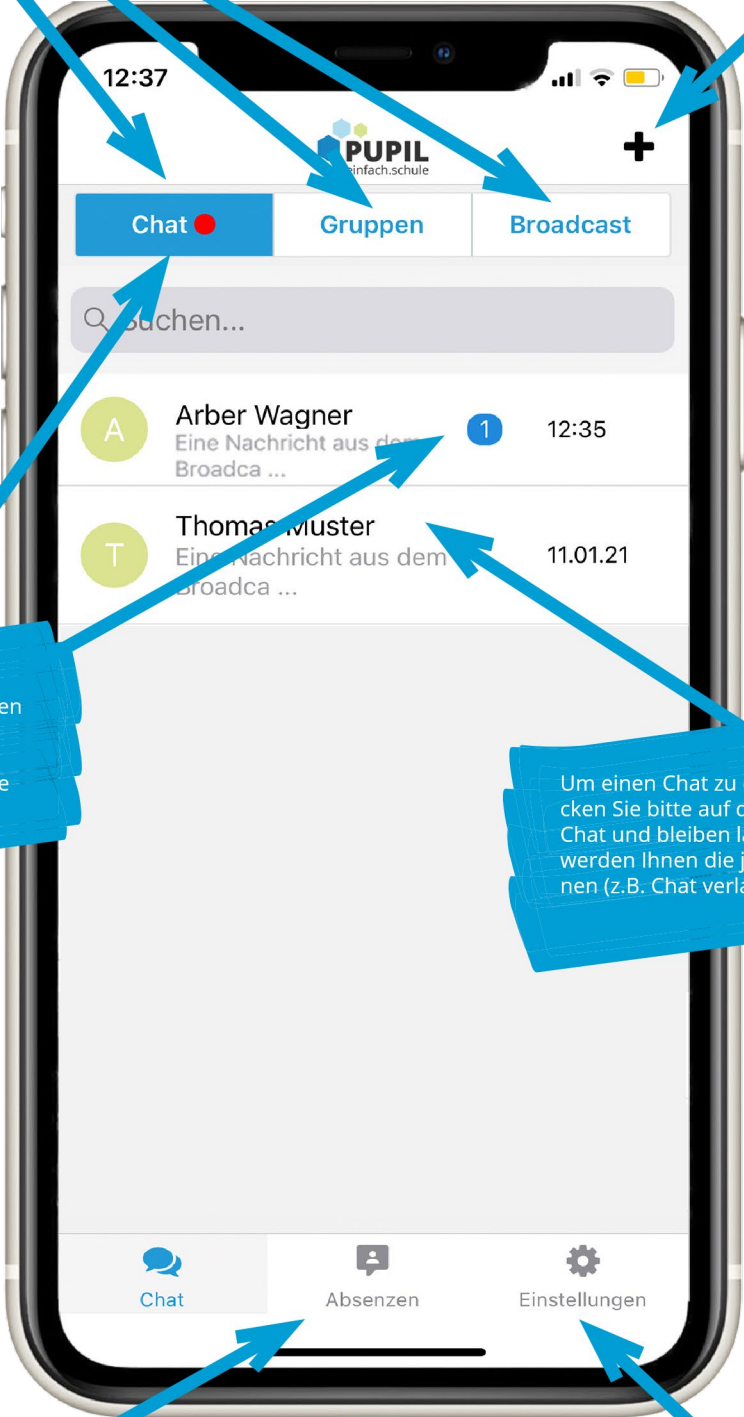 12:37
PUPIL
einfach.schule
Chat
Gruppen
Broadcast
Suchen...
A
Arber Wagner
Eine Nachricht aus dem
Broadca ...
1
12:35
T
Thomas Muster
Eine Nachricht aus dem
Broadca ...
11.01.21
en
e
Um einen Chat zu
cken Sie bitte auf
Chat und bleiben
werden Ihnen die
nen (z.B. Chat
Chat
Absenzen
Einstellungen